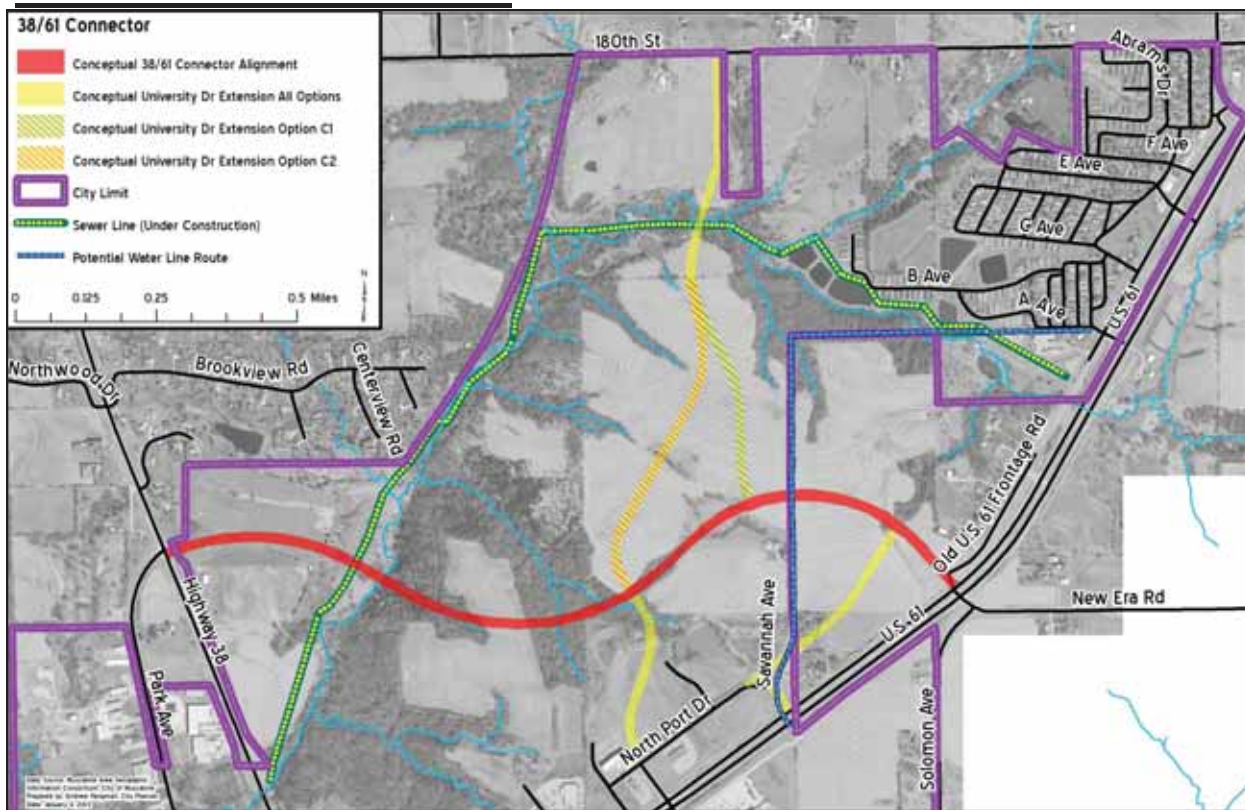 38/61 Connector
Conceptual 38/61 Connector Alignment
Conceptual University Dr Extension All Options
Conceptual University Dr Extension Option C1
Conceptual University Dr Extension Option C2
City Limit
Sewer Line (Under Construction)
Potential Water Line Route
N
0 0.125 0.25 0.5 Miles
180th St
Abrams Dr
F Ave
E Ave
G Ave
B Ave
A Ave
U.S. 61
Northwood Dr
Brookview Rd
Centerview Rd
Old U.S. 61 Frontage Rd
Highway 38
Park Ave
Savannah Ave
U.S. 61
New Era Rd
North Port Dr
Solomon Ave